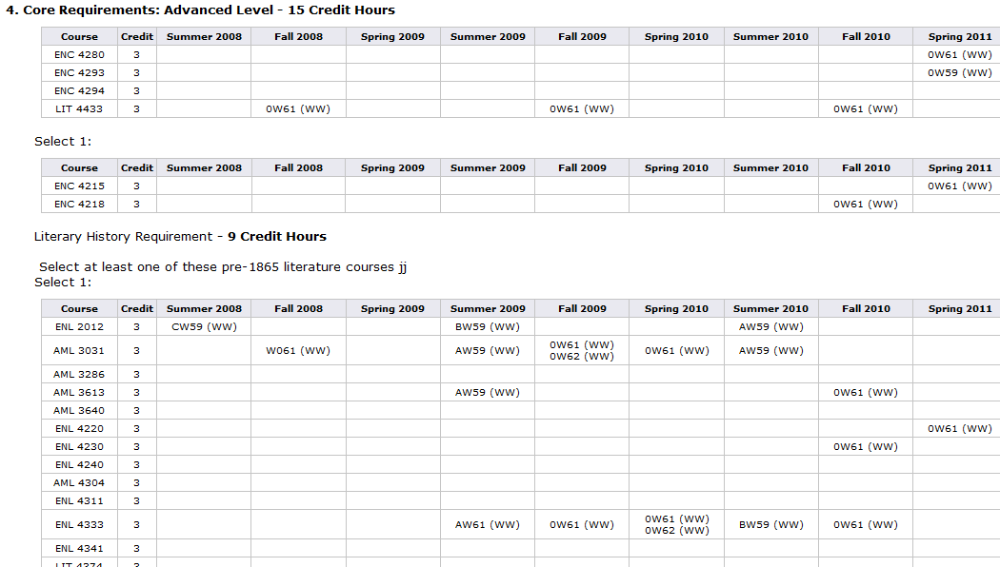 4. Core Requirements: Advanced Level - 15 Credit Hours
Course Credit Summer 2008 Fall 2008 Spring 2009 Summer 2009 Fall 2009 Spring 2010 Summer 2010 Fall 2010 Spring 2011
ENC 4280 3 0W61 (WW)
ENC 4293 3 0W59 (WW)
ENC 4294 3
LIT 4433 3 0W61 (WW) 0W61 (WW) 0W61 (WW)
Select 1:
Course Credit Summer 2008 Fall 2008 Spring 2009 Summer 2009 Fall 2009 Spring 2010 Summer 2010 Fall 2010 Spring 2011
ENC 4215 3 0W61 (WW)
ENC 4218 3 0W61 (WW)
Literary History Requirement - 9 Credit Hours
Select at least one of these pre-1865 literature courses jj
Select 1:
Course Credit Summer 2008 Fall 2008 Spring 2009 Summer 2009 Fall 2009 Spring 2010 Summer 2010 Fall 2010 Spring 2011
ENL 2012 3 CW59 (WW) BW59 (WW) AW59 (WW)
AML 3031 3 W061 (WW) AW59 (WW) 0W61 (WW) 0W62 (WW) 0W61 (WW) AW59 (WW)
AML 3286 3
AML 3613 3 AW59 (WW) 0W61 (WW)
AML 3640 3
ENL 4220 3 0W61 (WW)
ENL 4230 3 0W61 (WW)
ENL 4240 3
AML 4304 3
ENL 4311 3
ENL 4333 3 AW61 (WW) 0W61 (WW) 0W61 (WW) 0W62 (WW) BW59 (WW) 0W61 (WW)
ENL 4341 3
LIT 4374 3